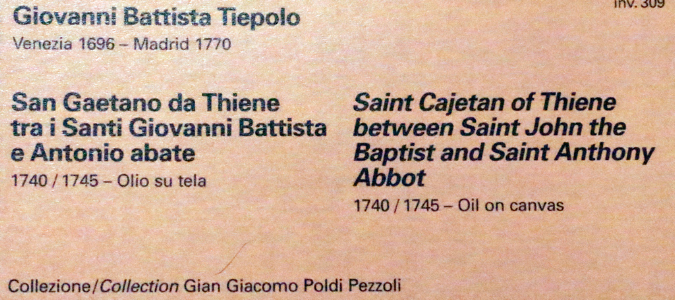 inv. 309
Giovanni Battista Tiepolo
Venezia 1696 – Madrid 1770
San Gaetano da Thiene
tra i Santi Giovanni Battista
e Antonio abate
1740 / 1745 – Olio su tela
Saint Cajetan of Thiene
between Saint John the
Baptist and Saint Anthony
Abbot
1740 / 1745 – Oil on canvas
Collezione/Collection Gian Giacomo Poldi Pezzoli